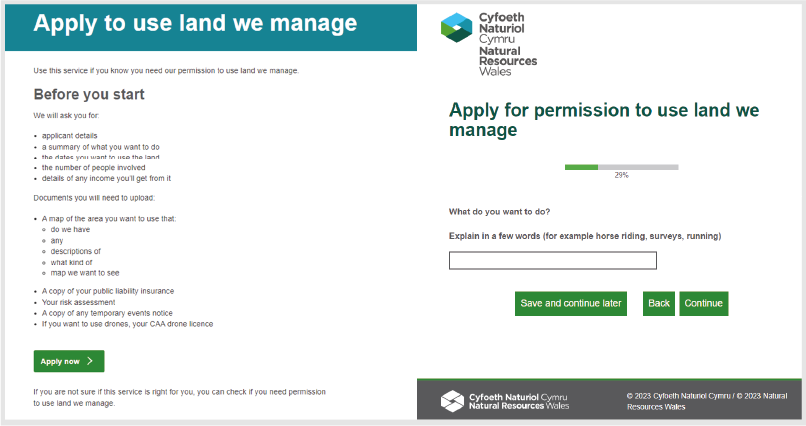 Apply to use land we manage
Use this service if you know you need our permission to use land we manage.
Before you start
We will ask you for:
applicant details
a summary of what you want to do
the dates you want to use the land
the number of people involved
details of any income you'll get from it
Documents you will need to upload:
A map of the area you want to use that:
do we have
any
descriptions of
what kind of
map we want to see
A copy of your public liability insurance
Your risk assessment
A copy of any temporary events notice
If you want to use drones, your CAA drone licence
Apply now
If you are not sure if this service is right for you, you can check if you need permission
to use land we manage.
Cyfoeth
Naturiol
Cymru
Natural
Resources
Wales
Apply for permission to use land we
manage
29%
What do you want to do?
Explain in a few words (for example horse riding, surveys, running)
Save and continue later
Back
Continue
Cyfoeth Naturiol Cymru
Natural Resources Wales
© 2023 Cyfoeth Naturiol Cymru / © 2023 Natural
Resources Wales